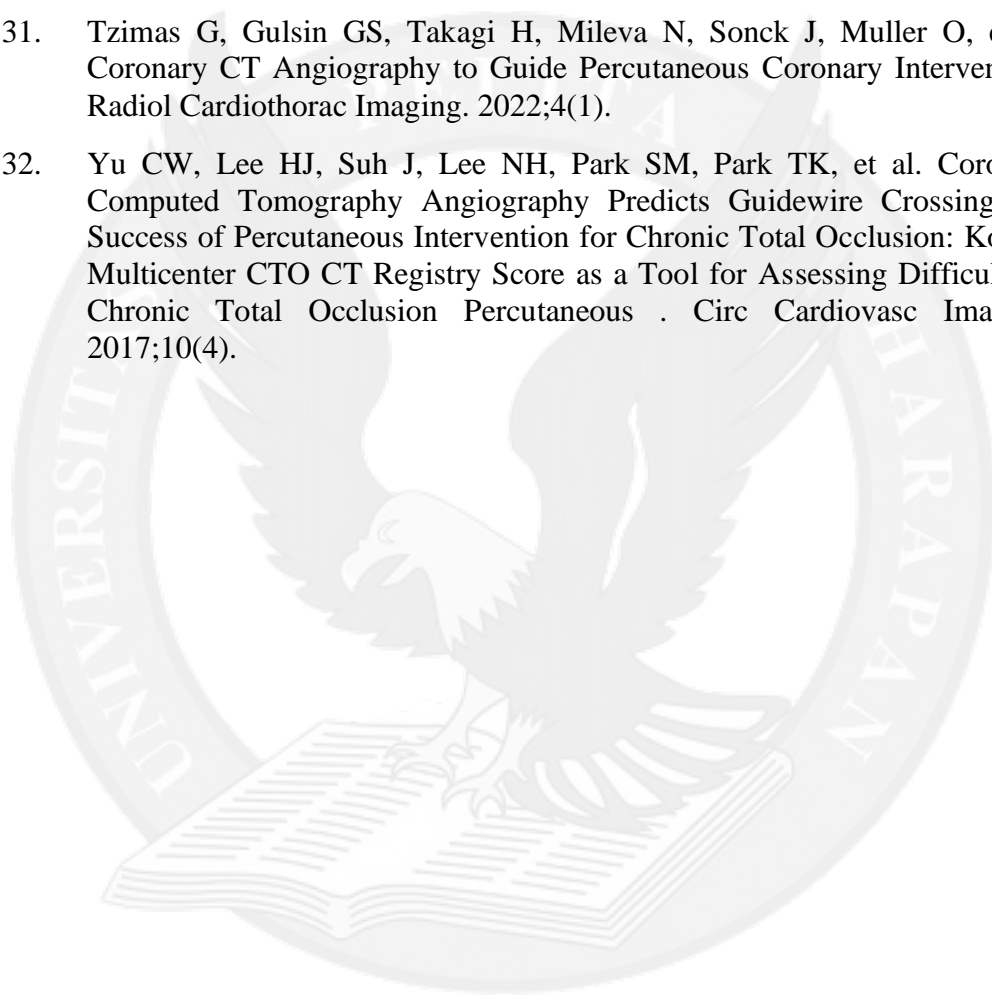 31. Tzimas G, Gulsin GS, Takagi H, Mileva N, Sonck J, Muller O,
Coronary CT Angiography to Guide Percutaneous Coronary
Radiol Cardiothorac Imaging. 2022;4(1).
32. Yu CW, Lee HJ, Suh J, Lee NH, Park SM, Park TK, et al.
Computed Tomography Angiography Predicts Guidewire Crossing
Success of Percutaneous Intervention for Chronic Total Occlusion:
Multicenter CTO CT Registry Score as a Tool for Assessing
Chronic Total Occlusion Percutaneous . Circ Cardiovasc
2017;10(4).
UNIVERSITAS PELITA HARAPAN